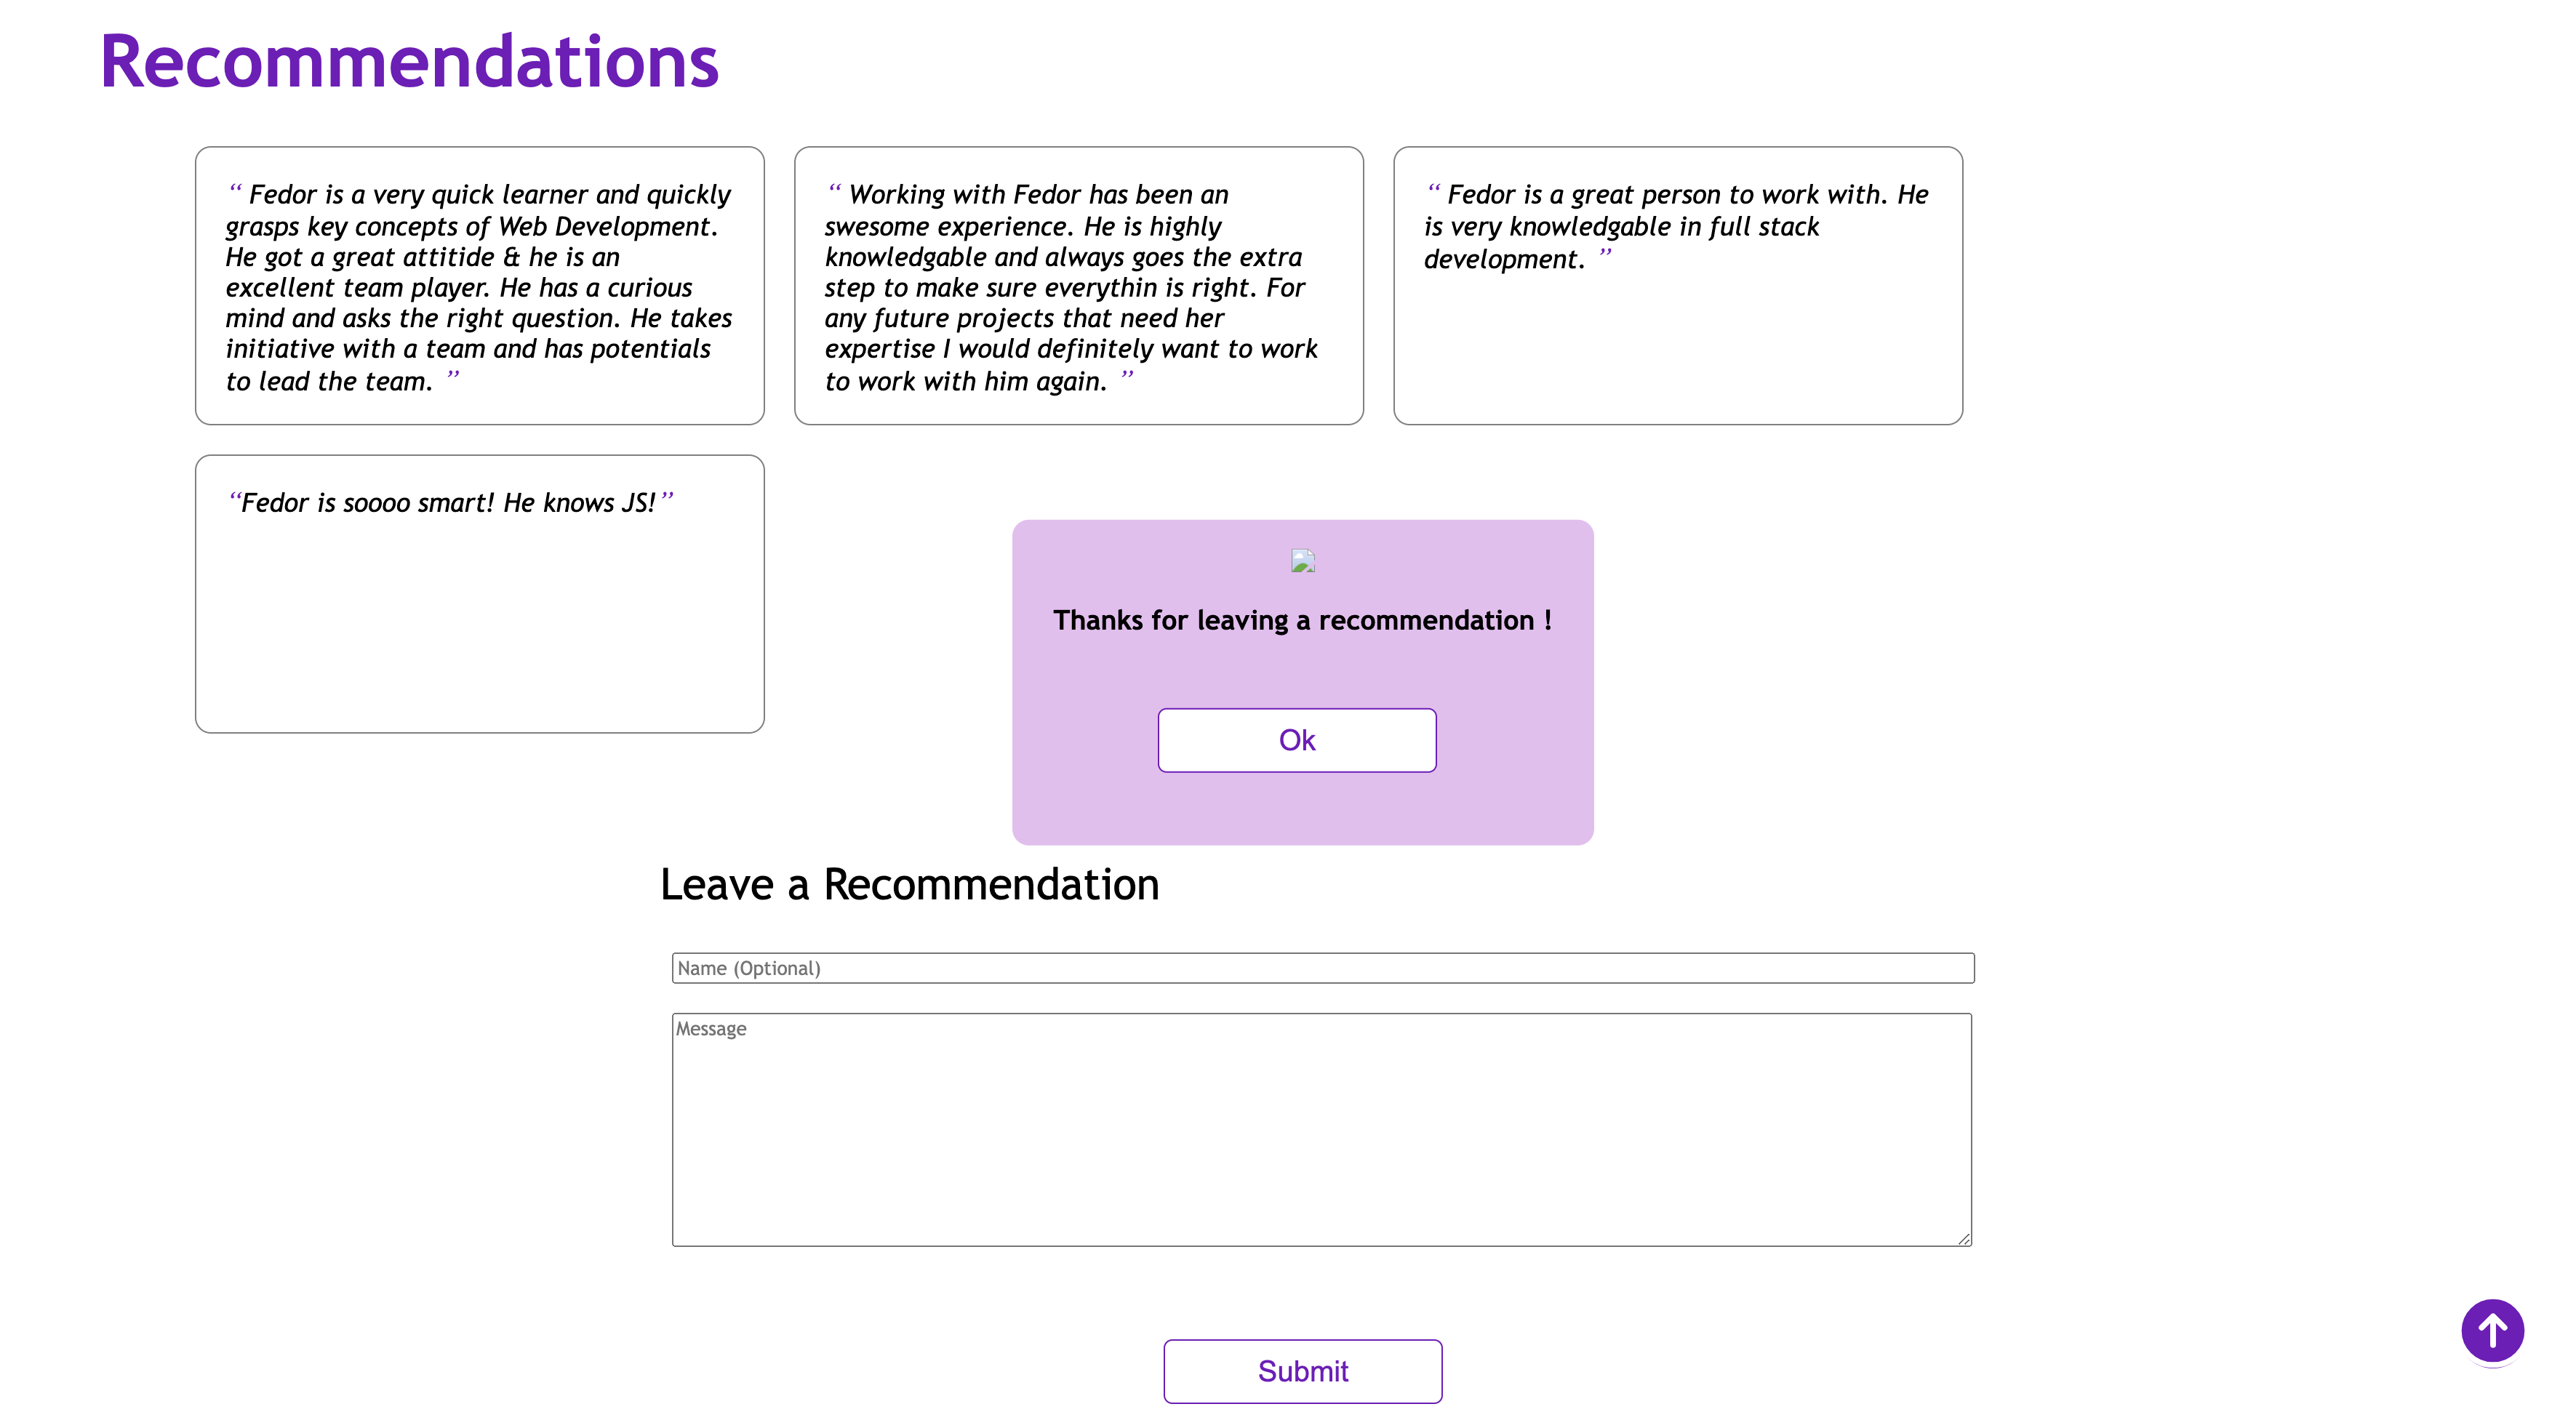 Recommendations
“ Fedor is a very quick learner and quickly
grasps key concepts of Web Development.
He got a great attitide & he is an
excellent team player. He has a curious
mind and asks the right question. He takes
initiative with a team and has potentials
to lead the team. ”
“ Working with Fedor has been an
swesome experience. He is highly
knowledgable and always goes the extra
step to make sure everythin is right. For
any future projects that need her
expertise I would definitely want to work
to work with him again. ”
“ Fedor is a great person to work with. He
is very knowledgable in full stack
development. ”
“Fedor is soooo smart! He knows JS!”
Thanks for leaving a recommendation !
Ok
Leave a Recommendation
Name (Optional)
Message
Submit